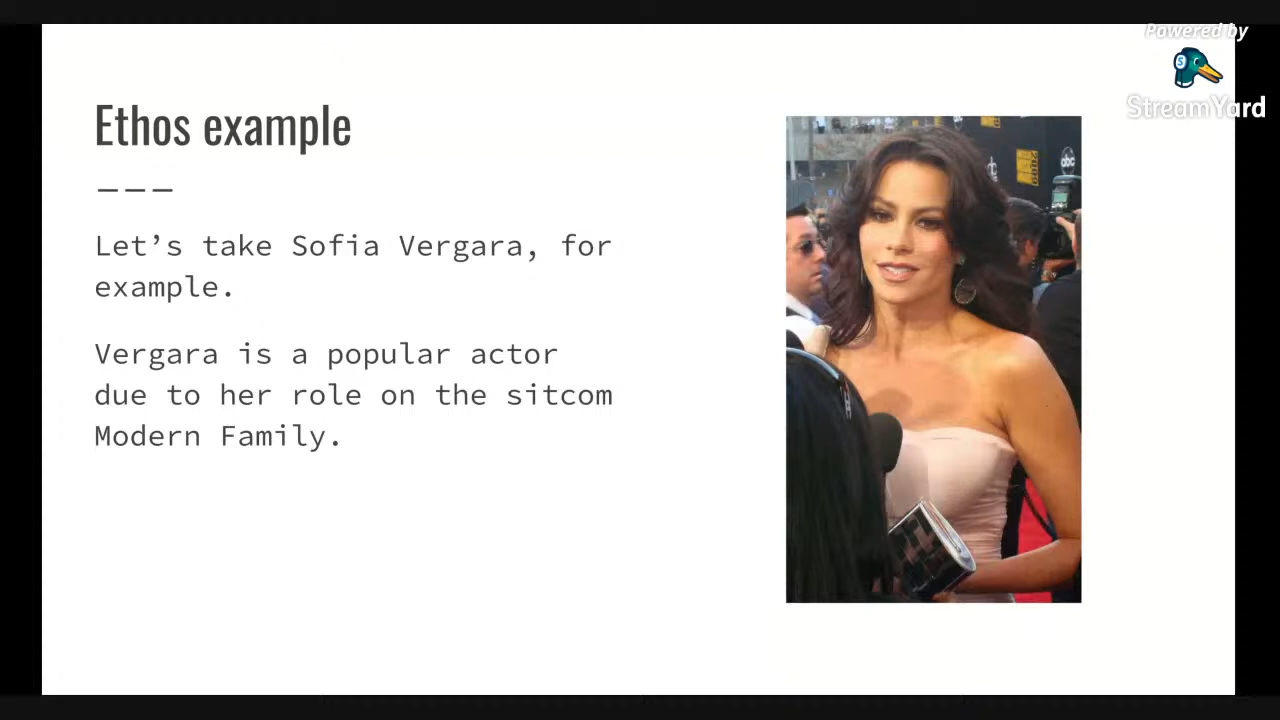 Powered by
StreamYard
Ethos example
Let’s take Sofia Vergara, for
example.
Vergara is a popular actor
due to her role on the sitcom
Modern Family.
abc